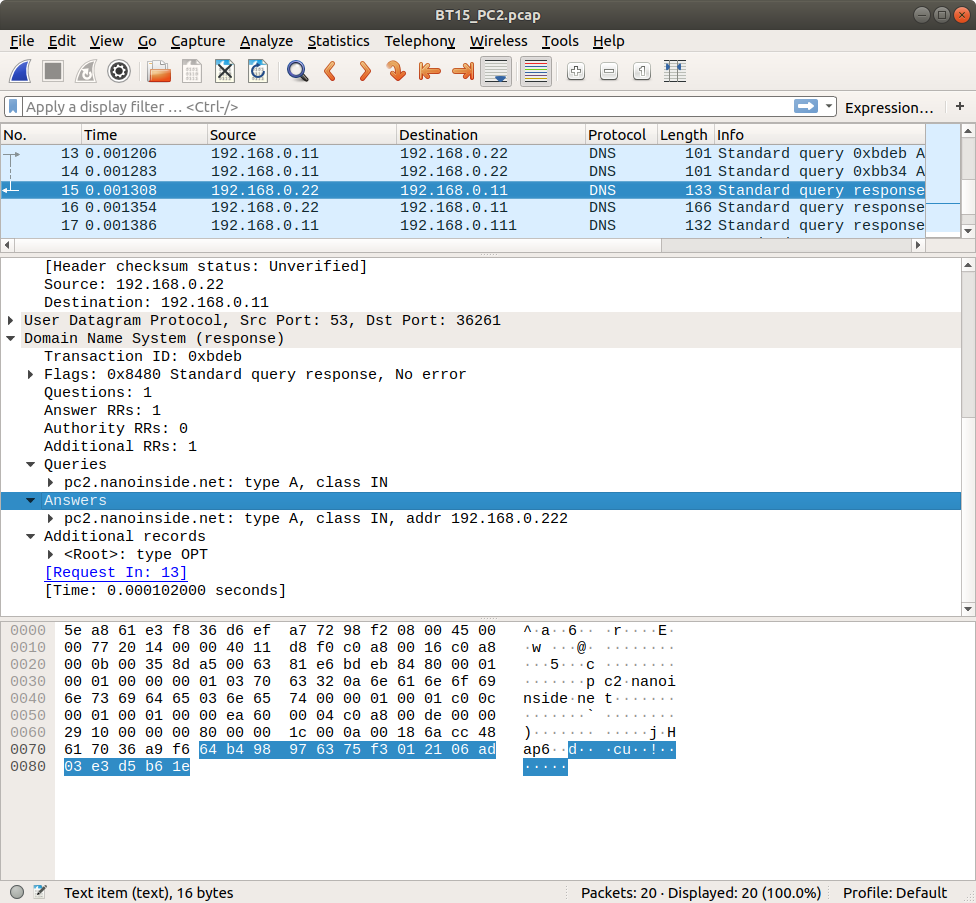 BT15_PC2.pcap
File Edit View Go Capture Analyze Statistics Telephony Wireless Tools Help
Apply a display filter … <Ctrl-/> Expression… +
No. Time Source Destination Protocol Length Info
13 0.001206 192.168.0.11 192.168.0.22 DNS 101 Standard query 0xbdeb A
14 0.001283 192.168.0.11 192.168.0.22 DNS 101 Standard query 0xbb34 A
15 0.001308 192.168.0.22 192.168.0.11 DNS 133 Standard query response
16 0.001354 192.168.0.22 192.168.0.11 DNS 166 Standard query response
17 0.001386 192.168.0.11 192.168.0.111 DNS 132 Standard query response
[Header checksum status: Unverified]
Source: 192.168.0.22
Destination: 192.168.0.11
User Datagram Protocol, Src Port: 53, Dst Port: 36261
Domain Name System (response)
Transaction ID: 0xbdeb
Flags: 0x8480 Standard query response, No error
Questions: 1
Answer RRs: 1
Authority RRs: 0
Additional RRs: 1
Queries
pc2.nanoinside.net: type A, class IN
Answers
pc2.nanoinside.net: type A, class IN, addr 192.168.0.222
Additional records
<Root>: type OPT
[Request In: 13]
[Time: 0.000102000 seconds]
0000 5e a8 61 e3 f8 36 d6 ef a7 72 98 f2 08 00 45 00 ^·a··6·· ·r····E·
0010 00 77 20 14 00 00 40 11 d8 f0 c0 a8 00 16 c0 a8 ·w ···@· ········
0020 00 0b 00 35 8d a5 00 63 81 e6 bd eb 84 80 00 01 ···5···c ········
0030 00 01 00 00 00 01 03 70 63 32 0a 6e 61 6e 6f 69 ·······p c2·nanoi
0040 6e 73 69 64 65 03 6e 65 74 00 00 01 00 01 c0 0c nside·ne t·······
0050 00 01 00 01 00 00 ea 60 00 04 c0 a8 00 de 00 00 ·······` ········
0060 29 10 00 00 00 80 00 00 1c 00 0a 00 18 6a cc 48 )······· ·····j·H
0070 61 70 36 a9 f6 64 b4 98 97 63 75 f3 01 21 06 ad ap6··d·· ·cu··!··
0080 03 e3 d5 b6 1e ·····
Text item (text), 16 bytes Packets: 20 · Displayed: 20 (100.0%) Profile: Default